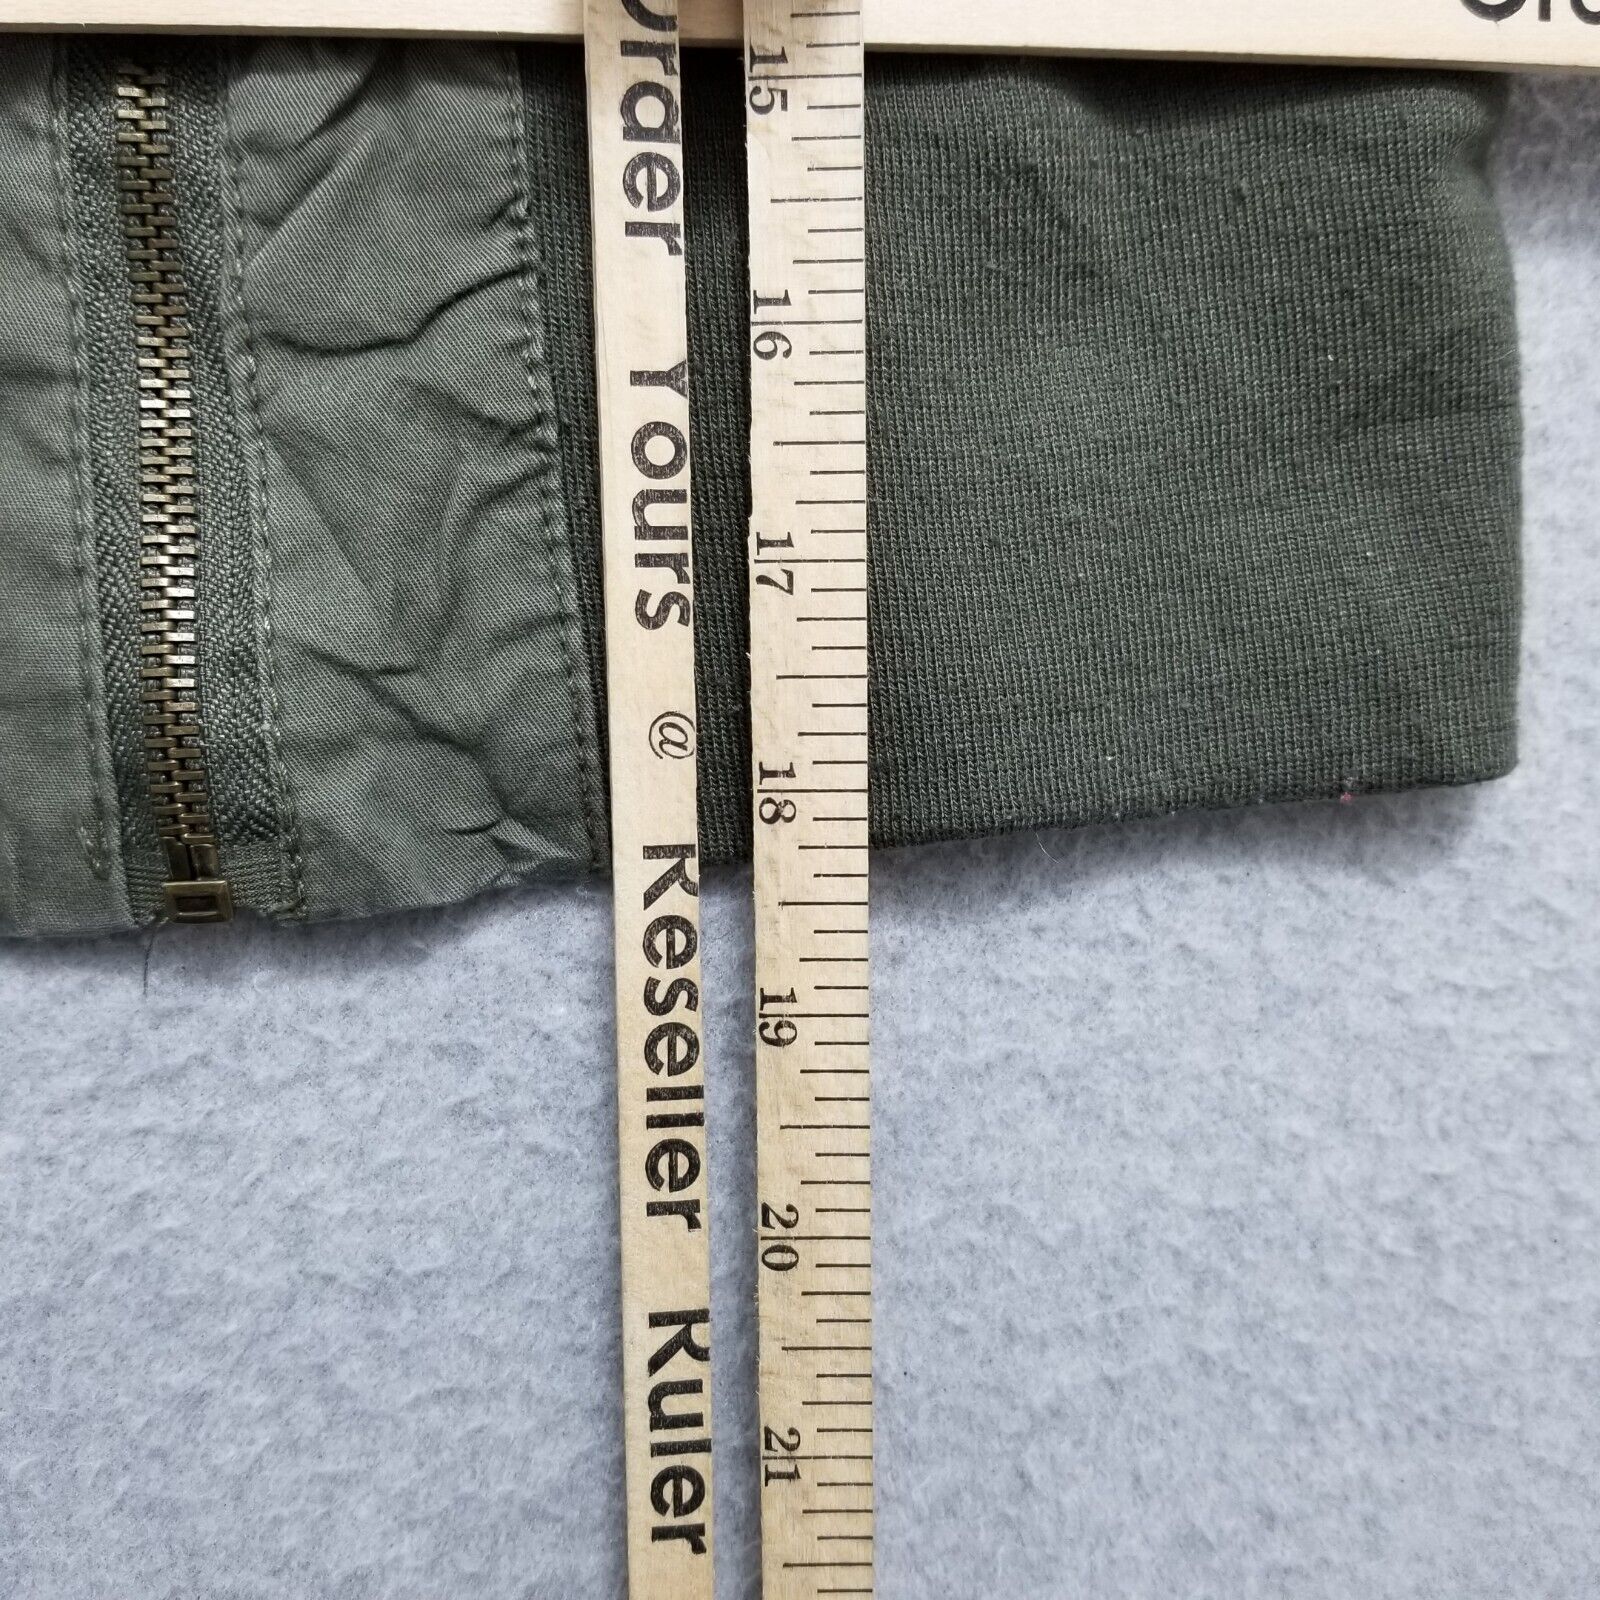 Order Yours @ Reseller Ruler
15 16 17 18 19 20 21